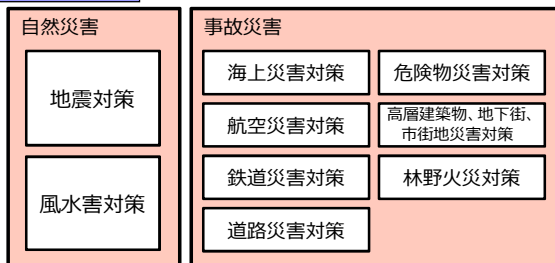 自然災害
地震対策
風水害対策
事故災害
海上災害対策
危険物災害対策
航空災害対策
高層建築物、地下街、
市街地災害対策
鉄道災害対策
林野火災対策
道路災害対策